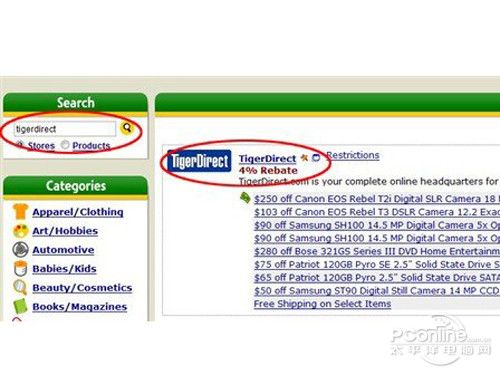 Search
tigerdirect
Stores Products
Categories
Apparel/Clothing
Art/Hobbies
Automotive
Babies/Kids
Beauty/Cosmetics
Books/Magazines
TigerDirect TigerDirect Restrictions
4% Rebate
TigerDirect.com is your complete online headquarters for
$250 off Canon EOS Rebel T2i Digital SLR Camera 18
$103 off Canon EOS Rebel T3 DSLR Camera 12.2 Exa
$90 off Samsung SH100 14.5 MP Digital Camera 5x Op
$90 off Samsung SH100 14.5 MP Digital Camera 5x Op
$280 off Bose 321GS Series III DVD Home Entertainm
$75 off Patriot 120GB Pyro SE 2.5" Solid State Drive S
$65 off Patriot 120GB Pyro 2.5" Solid State Drive SATA
$50 off Samsung ST90 Digital Still Camera 14 MP CCD
Free Shipping on Select Items
PConline.com.cn
太平洋电脑网